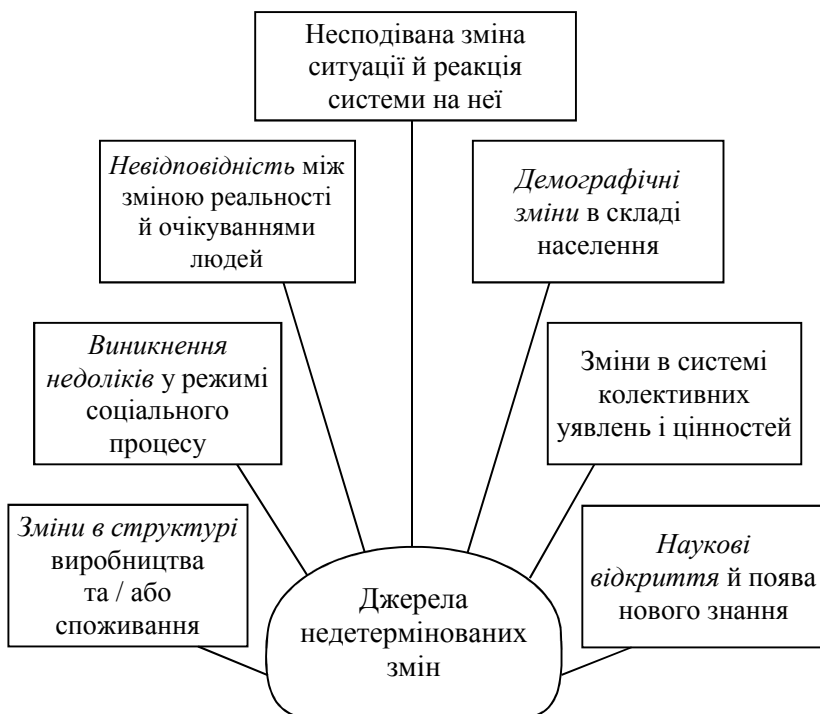 Несподівана зміна
ситуації й реакція
системи на неї
Невідповідність між
зміною реальності
й очікуваннями
людей
Демографічні
зміни в складі
населення
Виникнення
недоліків у режимі
соціального
процесу
Зміни в системі
колективних
уявлень і цінностей
Зміни в структурі
виробництва
та / або
споживання
Наукові
відкриття й поява
нового знання
Джерела
недетермінованих
змін